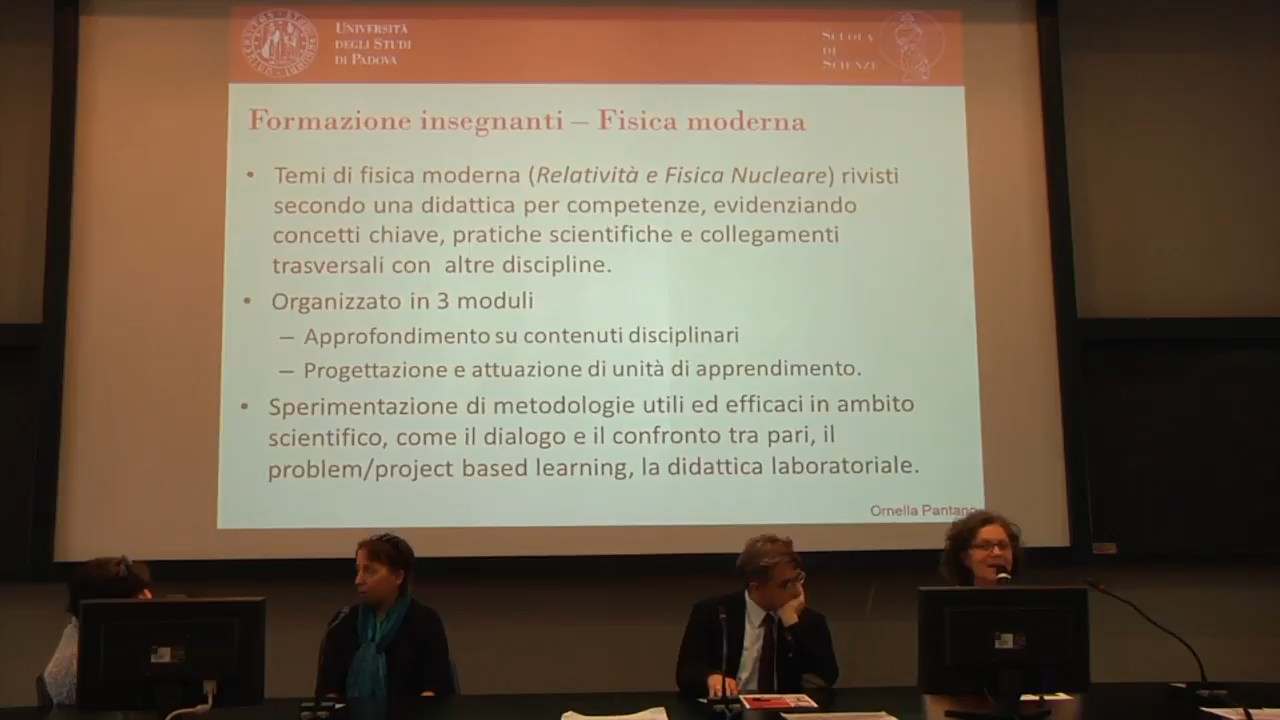 UNIVERSITÀ
DEGLI STUDI
DI PADOVA
SCUOLA
DI
SCIENZE
Formazione insegnanti – Fisica moderna
• Temi di fisica moderna (Relatività e Fisica Nucleare) rivisti
secondo una didattica per competenze, evidenziando
concetti chiave, pratiche scientifiche e collegamenti
trasversali con altre discipline.
• Organizzato in 3 moduli
– Approfondimento su contenuti disciplinari
– Progettazione e attuazione di unità di apprendimento.
• Sperimentazione di metodologie utili ed efficaci in ambito
scientifico, come il dialogo e il confronto tra pari, il
problem/project based learning, la didattica laboratoriale.
Ornella Pantano